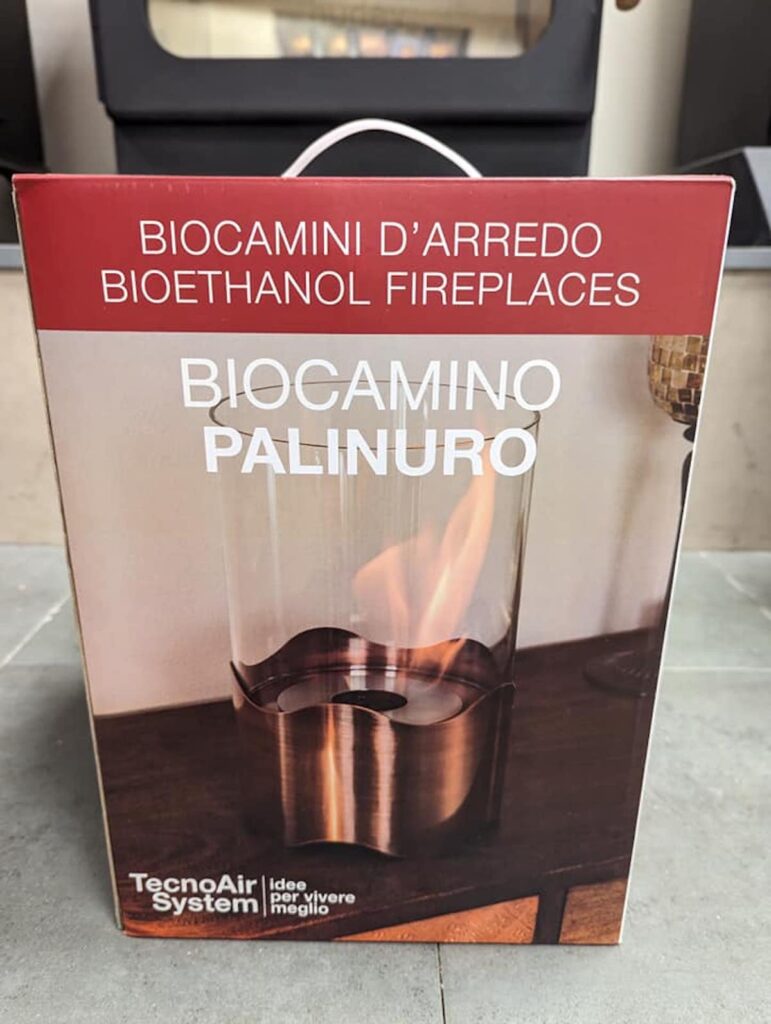 BIOCAMINI D'ARREDO
BIOETHANOL FIREPLACES
BIOCAMINO
PALINURO
TecnoAir
System
idee
per vivere
meglio